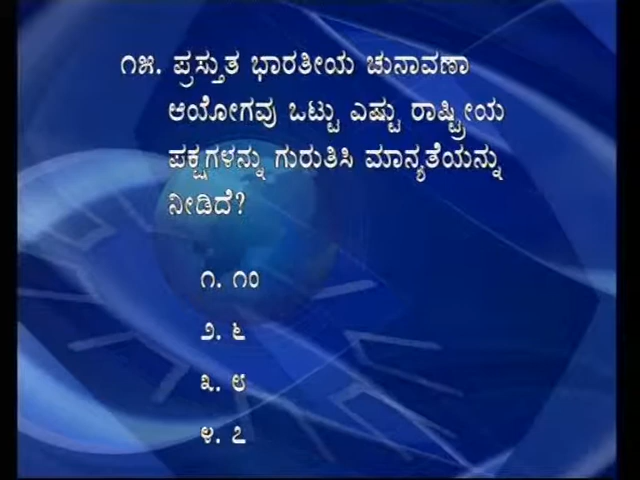 ೧೫. ಪ್ರಸ್ತುತ ಭಾರತೀಯ ಚುನಾವಣಾ
ಆಯೋಗವು ಒಟ್ಟು ಎಷ್ಟು ರಾಷ್ಟ್ರೀಯ
ಪಕ್ಷಗಳನ್ನು ಗುರುತಿಸಿ ಮಾನ್ಯತೆಯನ್ನು
ನೀಡಿದೆ?
೧. ೧೦
೨. ೬
೩. ೮
೪. ೭